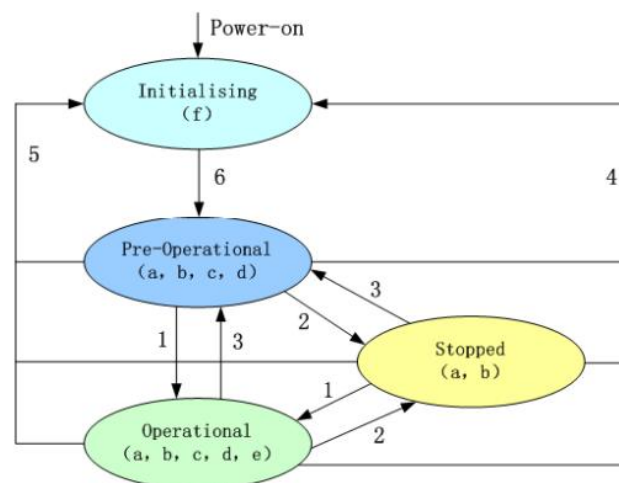 Power-on
Initialising
(f)
5
4
6
Pre-Operational
(a, b, c, d)
3
2
1
3
Stopped
(a, b)
1
Operational
(a, b, c, d, e)
2